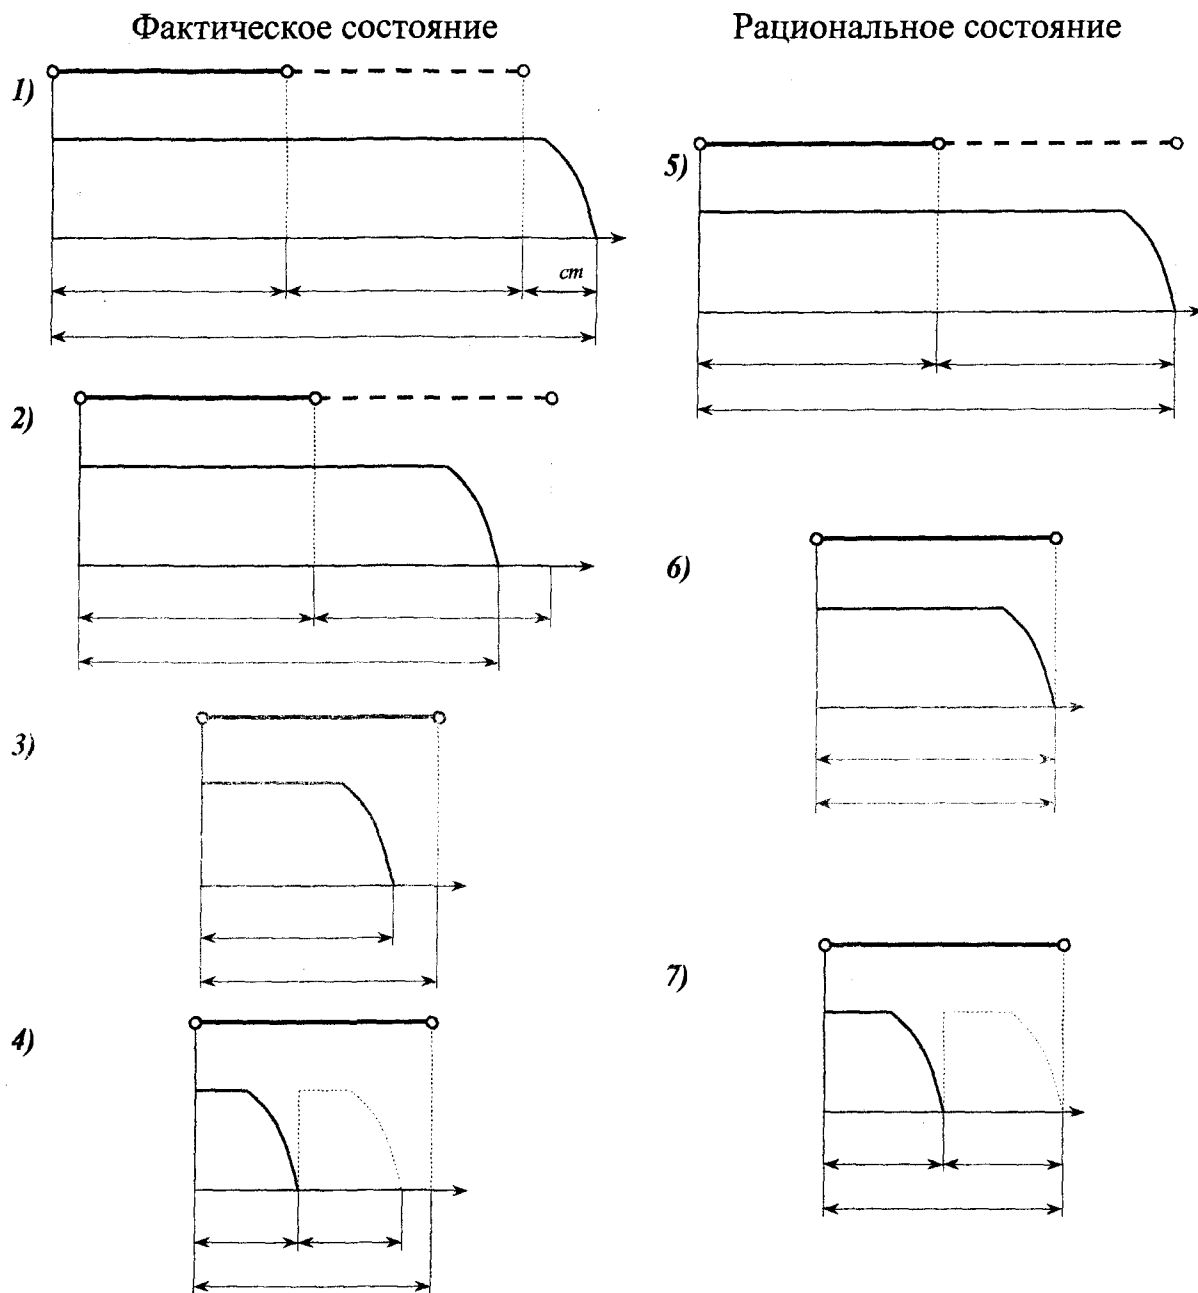 Фактическое состояние
Рациональное состояние
1)
cm
5)
2)
6)
3)
7)
4)